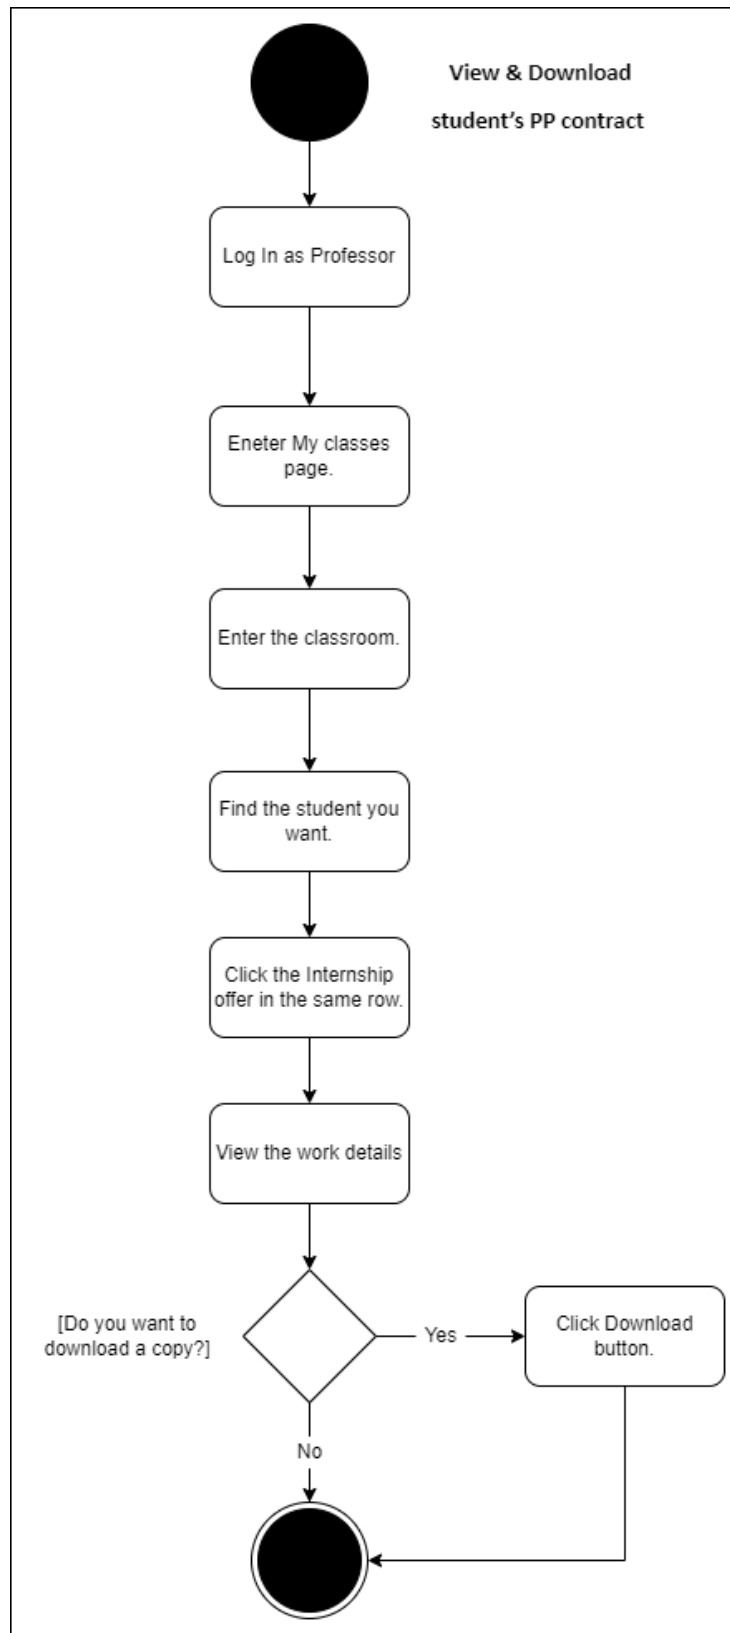 View & Download
student's PP contract
Log In as Professor
Eneter My classes
page.
Enter the classroom.
Find the student you
want.
Click the Internship
offer in the same row.
View the work details
[Do you want to
download a copy?]
Yes
Click Download
button.
No